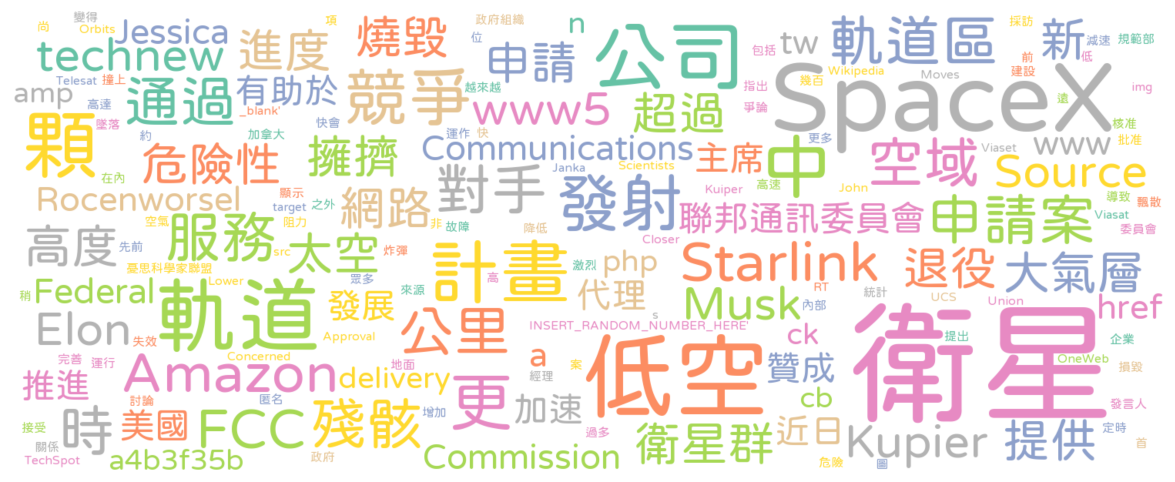 政府組織
項
尚
變得
Orbits
Jessica
technew
進度
燒毀
位
申請
n
公司
包括
tw
軌道區
採訪
新
減速
規範部
前
低
建設
Telesat
撞上
amp
高達
墜落
通過
有助於
_blank'
競爭
越來越
www5
超過
指出
爭論
幾百
Wikipedia
SpaceX
Moves
遠
img
核准
批准
www
顆
約
快會
加拿大
危險性
擁擠
運作
快
更多
Communications
Scientists
Janka
主席
中
空域
Viaset
Source
在內
Rocenworsel
顯示
target
之外
網路
對手
發射
Kuiper
高速
John
導致
飄散
Viasat
委員會
聯邦通訊委員會
申請案
空氣
阻力
非
故障
降低
高度
先前
服務
src
太空
炸彈
計畫
激烈
php
Closer
Starlink
退役
大氣層
憂思科學家聯盟
Lower
眾多
高
代理
RT
內部
統計
UCS
Union
稍
Federal
軌道
發展
來源
s
Musk
href
Elon
失效
Approval
公里
INSERT_RANDOM_NUMBER_HERE'
ck
提出
衛星
企業
OneWeb
損毀
完善
運行
Concerned
地面
a
經理
案
低空
贊成
推進
Amazon
delivery
更
匿名
討論
增加
cb
發言人
接受
時
美國
FCC
殘骸
加速
過多
衛星群
近日
Kupier
提供
定時
首
關係
TechSpot
a4b3f35b
政府
Commission
危險
圖